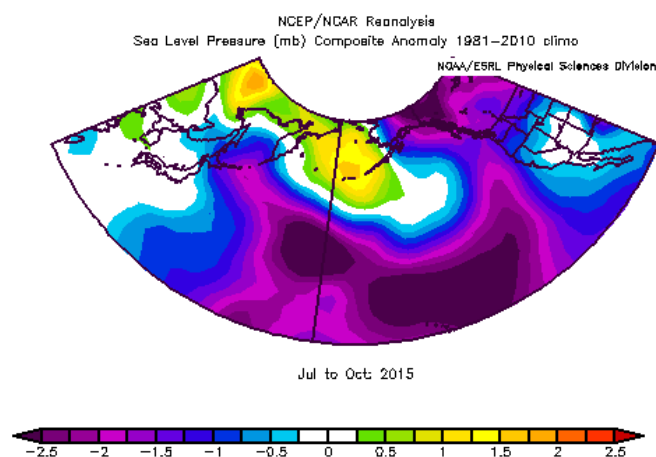 NCEP/NCAR Reanalysis
Sea Level Pressure (mb) Composite Anomaly 1981-2010 climo
NOAA/ESRL Physical Sciences Division
Jul to Oct: 2015
-2.5 -2 -1.5 -1 -0.5 0 0.5 1 1.5 2 2.5